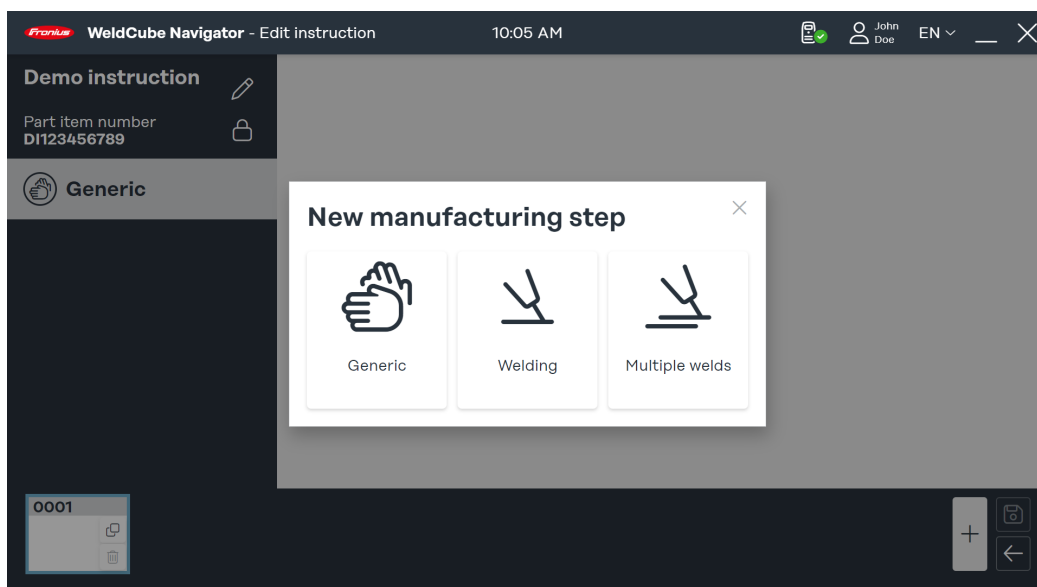 Fronius WeldCube Navigator - Edit instruction 10:05 AM John Doe EN
Demo instruction
Part item number
DI123456789
Generic
New manufacturing step
Generic Welding Multiple welds
0001